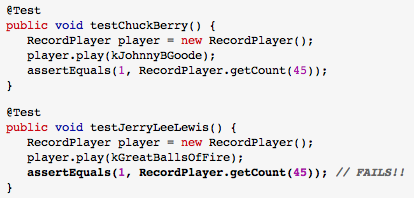 @Test
public void testChuckBerry() {
RecordPlayer player = new RecordPlayer();
player.play(kJohnnyBGoode);
assertEquals(1, RecordPlayer.getCount(45));
}
@Test
public void testJerryLeeLewis() {
RecordPlayer player = new RecordPlayer();
player.play(kGreatBallsOfFire);
assertEquals(1, RecordPlayer.getCount(45)); // FAILS!!
}